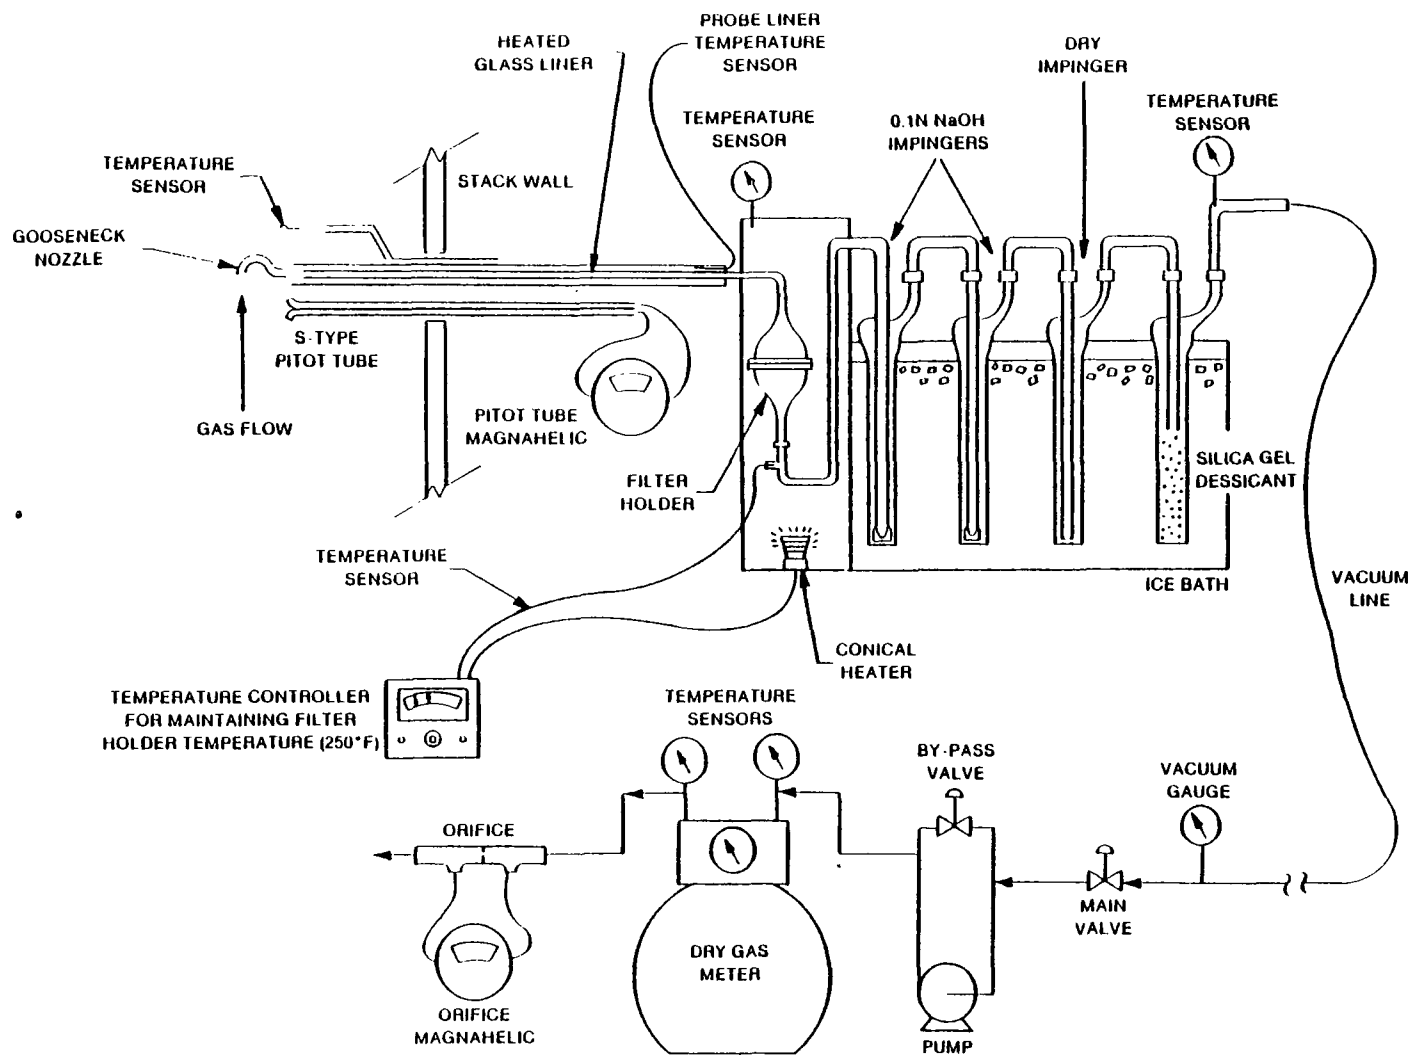 PROBE LINER
TEMPERATURE
SENSOR
HEATED
GLASS LINER
DRY
IMPINGER
TEMPERATURE
SENSOR
0.1N NaOH
IMPINGERS
TEMPERATURE
SENSOR
TEMPERATURE
SENSOR
STACK WALL
GOOSENECK
NOZZLE
S-TYPE
PITOT TUBE
GAS FLOW
PITOT TUBE
MAGNAHELIC
FILTER
HOLDER
SILICA GEL
DESSICANT
TEMPERATURE
SENSOR
ICE BATH
VACUUM
LINE
CONICAL
HEATER
TEMPERATURE CONTROLLER
FOR MAINTAINING FILTER
HOLDER TEMPERATURE (250°F)
TEMPERATURE
SENSORS
BY-PASS
VALVE
VACUUM
GAUGE
ORIFICE
MAIN
VALVE
DRY GAS
METER
ORIFICE
MAGNAHELIC
PUMP